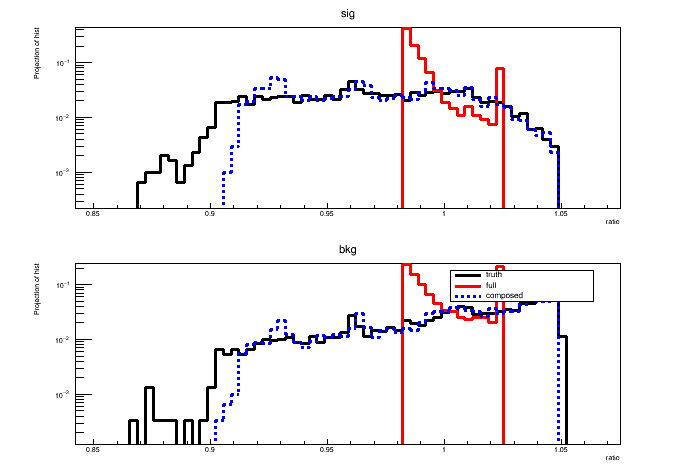 sig
Projection of hist
10⁻¹
10⁻²
10⁻³
0.85 0.9 0.95 1 1.05
ratio
bkg
Projection of hist
truth
full
composed
10⁻¹
10⁻²
10⁻³
0.85 0.9 0.95 1 1.05
ratio